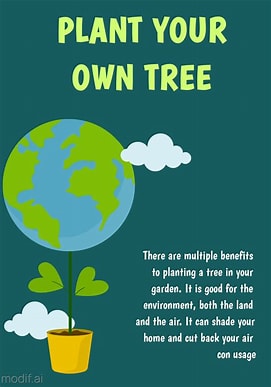 PLANT YOUR
OWN TREE
There are multiple benefits
to planting a tree in your
garden. It is good for the
environment, both the land
and the air. It can shade your
home and cut back your air
con usage
modif.ai